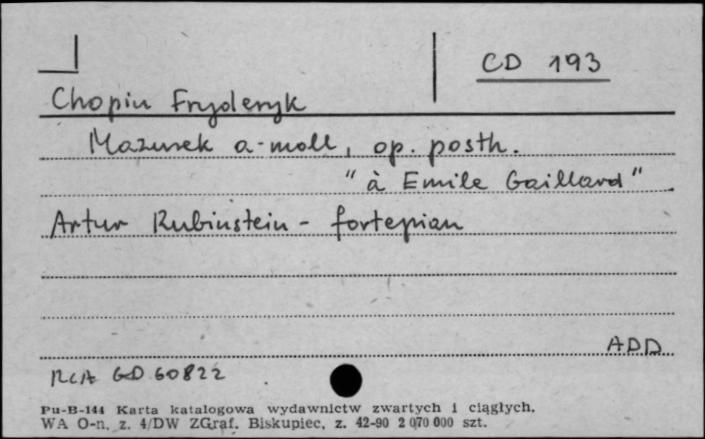 CD 193
Chopin Fryderyk
Mazurek a-moll, op. posth.
"à Emile Gaillard"
Artur Rubinstein - fortepian
ADD
RCA GD 60822
Pu-B-144 Karta katalogowa wydawnictw zwartych i ciągłych.
WA O-n. z. 4/DW ZGraf. Biskupiec, z. 42-90 2 070 000 szt.